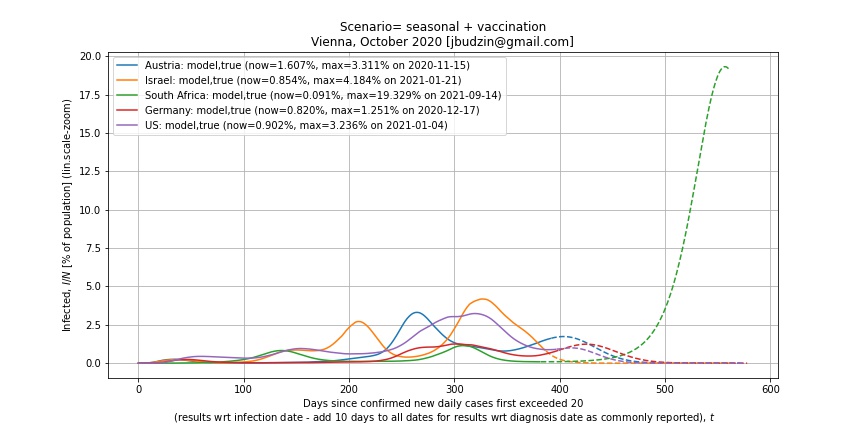 Scenario= seasonal + vaccination
Vienna, October 2020 [jbudzin@gmail.com]
Infected, I/N [% of population] (lin.scale-zoom)
20.0
17.5
15.0
12.5
10.0
7.5
5.0
2.5
0.0
Austria: model,true (now=1.607%, max=3.311% on 2020-11-15)
Israel: model,true (now=0.854%, max=4.184% on 2021-01-21)
South Africa: model,true (now=0.091%, max=19.329% on 2021-09-14)
Germany: model,true (now=0.820%, max=1.251% on 2020-12-17)
US: model,true (now=0.902%, max=3.236% on 2021-01-04)
0 100 200 300 400 500 600
Days since confirmed new daily cases first exceeded 20
(results wrt infection date - add 10 days to all dates for results wrt diagnosis date as commonly reported), t